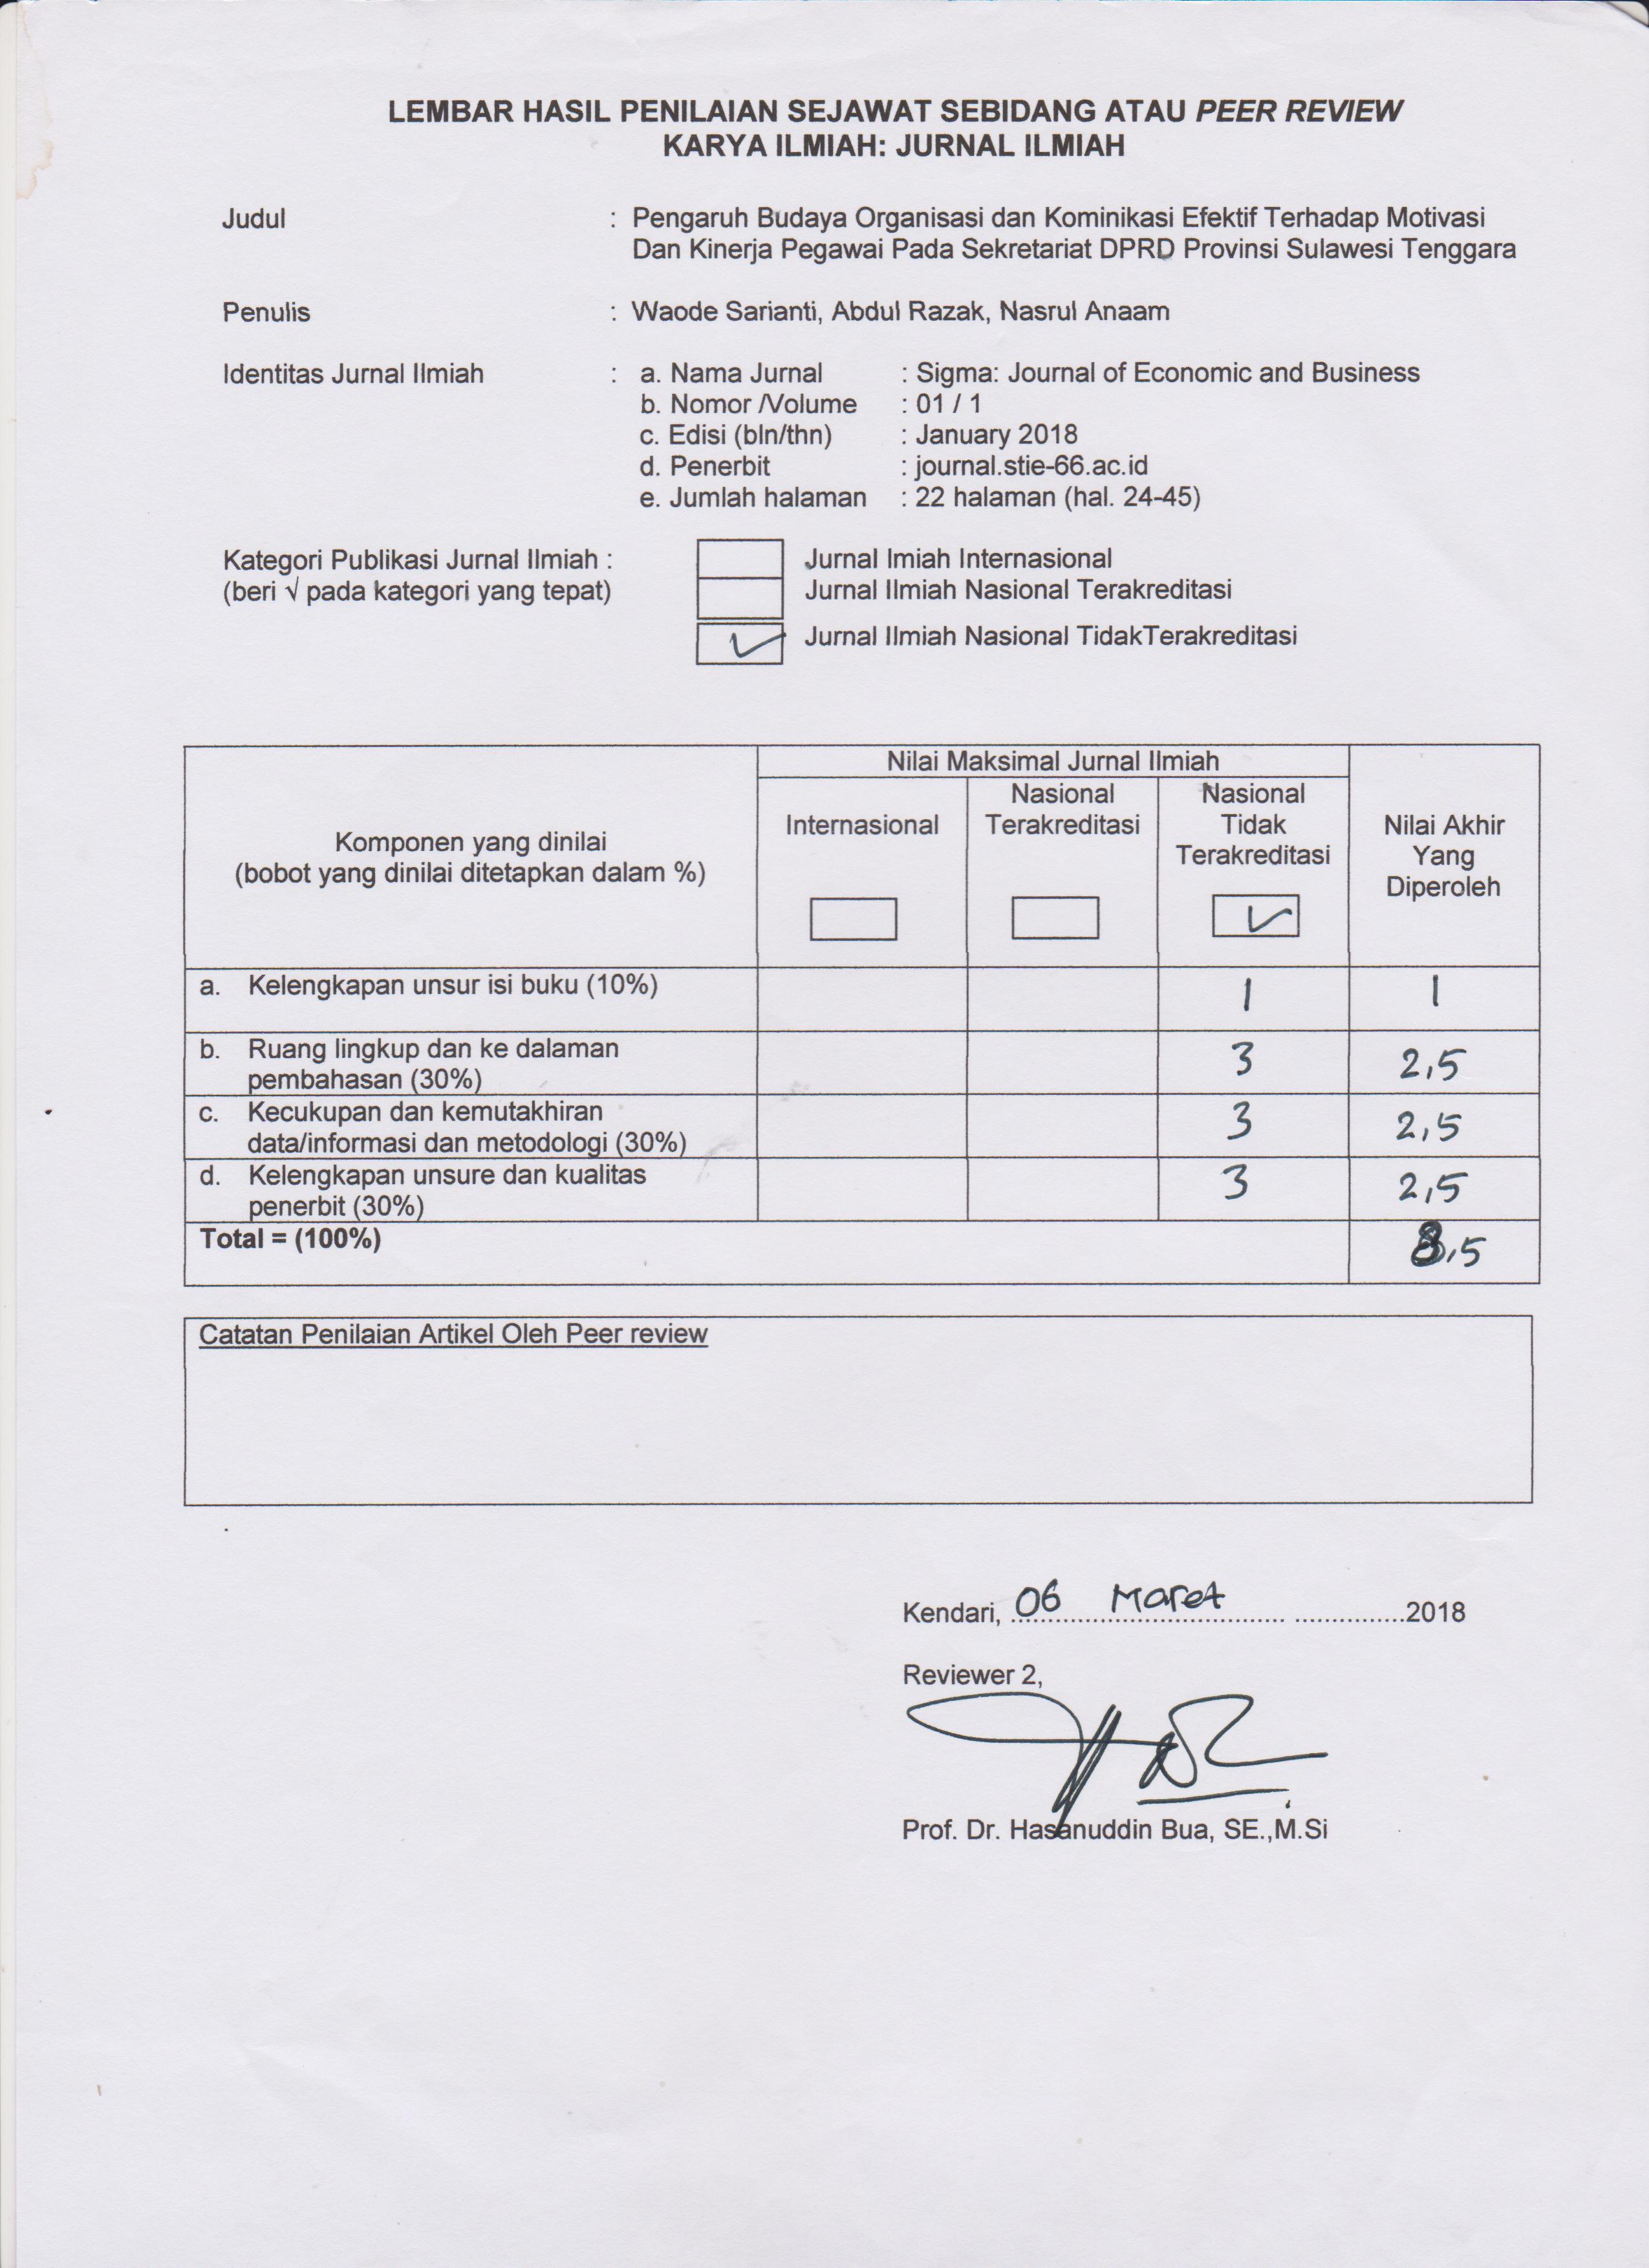 LEMBAR HASIL PENILAIAN SEJAWAT SEBIDANG ATAU PEER REVIEW
KARYA ILMIAH: JURNAL ILMIAH
Judul : Pengaruh Budaya Organisasi dan Kominikasi Efektif Terhadap Motivasi
Dan Kinerja Pegawai Pada Sekretariat DPRD Provinsi Sulawesi Tenggara
Penulis : Waode Sarianti, Abdul Razak, Nasrul Anaam
Identitas Jurnal Ilmiah : a. Nama Jurnal : Sigma: Journal of Economic and Business
b. Nomor /Volume : 01 / 1
c. Edisi (bln/thn) : January 2018
d. Penerbit : journal.stie-66.ac.id
e. Jumlah halaman : 22 halaman (hal. 24-45)
Kategori Publikasi Jurnal Ilmiah : Jurnal Imiah Internasional
(beri √ pada kategori yang tepat) Jurnal Ilmiah Nasional Terakreditasi
✓ Jurnal Ilmiah Nasional TidakTerakreditasi
Komponen yang dinilai
(bobot yang dinilai ditetapkan dalam %)
Nilai Maksimal Jurnal Ilmiah
Internasional
Nasional
Terakreditasi
Nasional
Tidak
Terakreditasi
✓
Nilai Akhir
Yang
Diperoleh
a. Kelengkapan unsur isi buku (10%) 1 1
b. Ruang lingkup dan ke dalaman
pembahasan (30%) 3 2,5
c. Kecukupan dan kemutakhiran
data/informasi dan metodologi (30%) 3 2,5
d. Kelengkapan unsure dan kualitas
penerbit (30%) 3 2,5
Total = (100%) 8,5
Catatan Penilaian Artikel Oleh Peer review
Kendari, 06 Maret 2018
Reviewer 2,
Prof. Dr. Hasanuddin Bua, SE.,M.Si